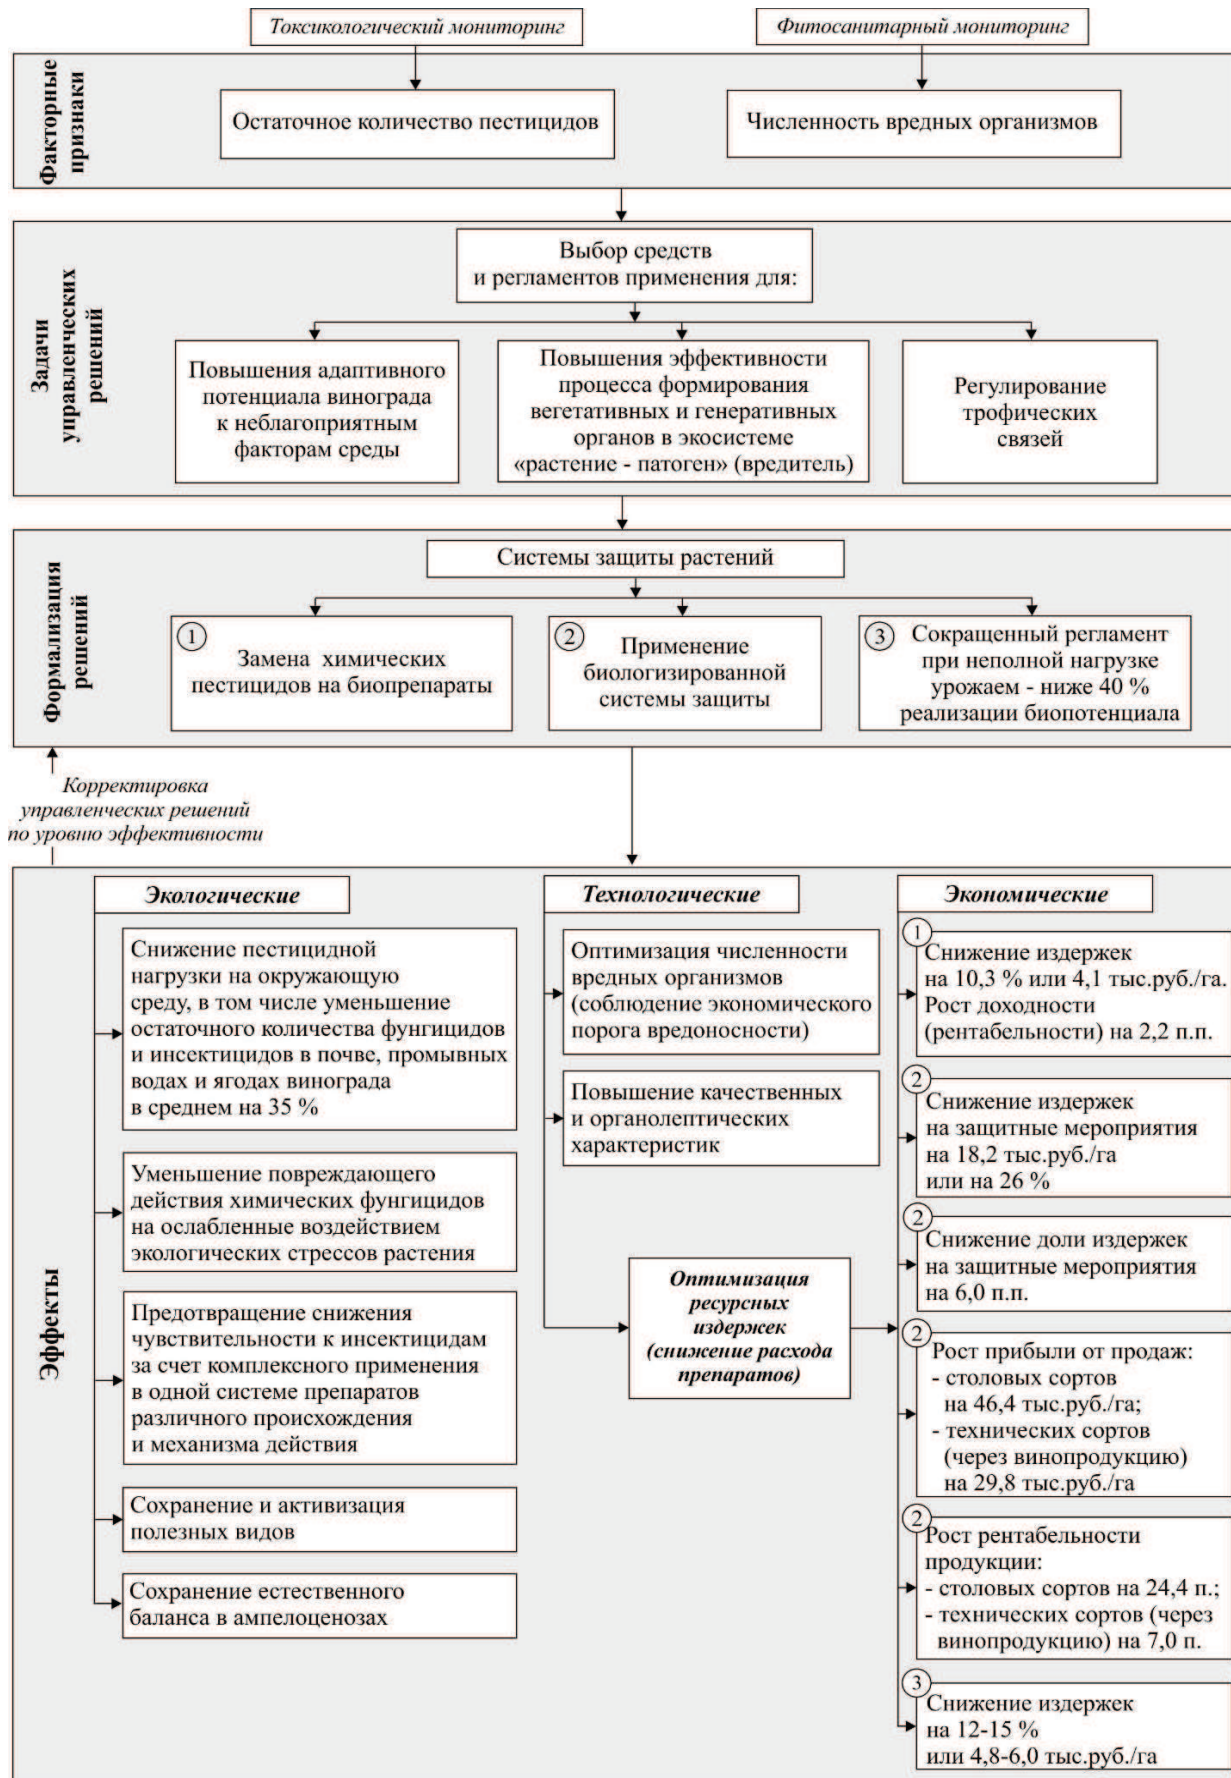 Токсикологический мониторинг
Фитосанитарный мониторинг
Факторные
признаки
Остаточное количество пестицидов
Численность вредных организмов
Задачи
управленческих
решений
Выбор средств
и регламентов применения для:
Повышения адаптивного
потенциала винограда
к неблагоприятным
факторам среды
Повышения эффективности
процесса формирования
вегетативных и генеративных
органов в экосистеме
«растение - патоген» (вредитель)
Регулирование
трофических
связей
Формализация
решений
Системы защиты растений
1
Замена химических
пестицидов на биопрепараты
2
Применение
биологизированной
системы защиты
3
Сокращенный регламент
при неполной нагрузке
урожаем - ниже 40 %
реализации биопотенциала
Корректировка
управленческих решений
по уровню эффективности
Эффекты
Экологические
Снижение пестицидной
нагрузки на окружающую
среду, в том числе уменьшение
остаточного количества фунгицидов
и инсектицидов в почве, промывных
водах и ягодах винограда
в среднем на 35 %
Уменьшение повреждающего
действия химических фунгицидов
на ослабленные воздействием
экологических стрессов растения
Предотвращение снижения
чувствительности к инсектицидам
за счет комплексного применения
в одной системе препаратов
различного происхождения
и механизма действия
Сохранение и активизация
полезных видов
Сохранение естественного
баланса в ампелоценозах
Технологические
Оптимизация численности
вредных организмов
(соблюдение экономического
порога вредоносности)
Повышение качественных
и органолептических
характеристик
Оптимизация
ресурсных
издержек
(снижение расхода
препаратов)
Экономические
1
Снижение издержек
на 10,3 % или 4,1 тыс.руб./га.
Рост доходности
(рентабельности) на 2,2 п.п.
2
Снижение издержек
на защитные мероприятия
на 18,2 тыс.руб./га
или на 26 %
2
Снижение доли издержек
на защитные мероприятия
на 6,0 п.п.
2
Рост прибыли от продаж:
- столовых сортов
на 46,4 тыс.руб./га;
- технических сортов
(через винопродукцию)
на 29,8 тыс.руб./га
2
Рост рентабельности
продукции:
- столовых сортов на 24,4 п.;
- технических сортов (через
винопродукцию) на 7,0 п.
3
Снижение издержек
на 12-15 %
или 4,8-6,0 тыс.руб./га